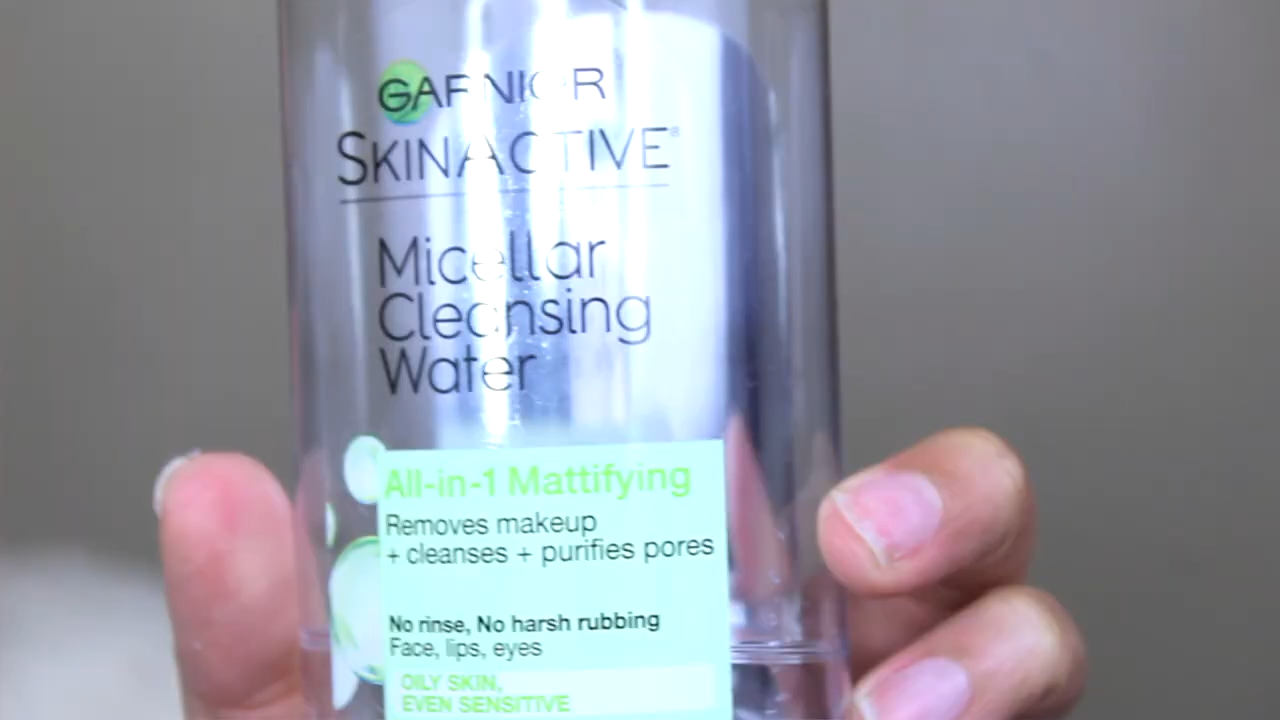 GARNIER
SKINACTIVE®
Micellar
Cleansing
Water
All-in-1 Mattifying
Removes makeup
+ cleanses + purifies pores
No rinse, No harsh rubbing
Face, lips, eyes
OILY SKIN,
EVEN SENSITIVE